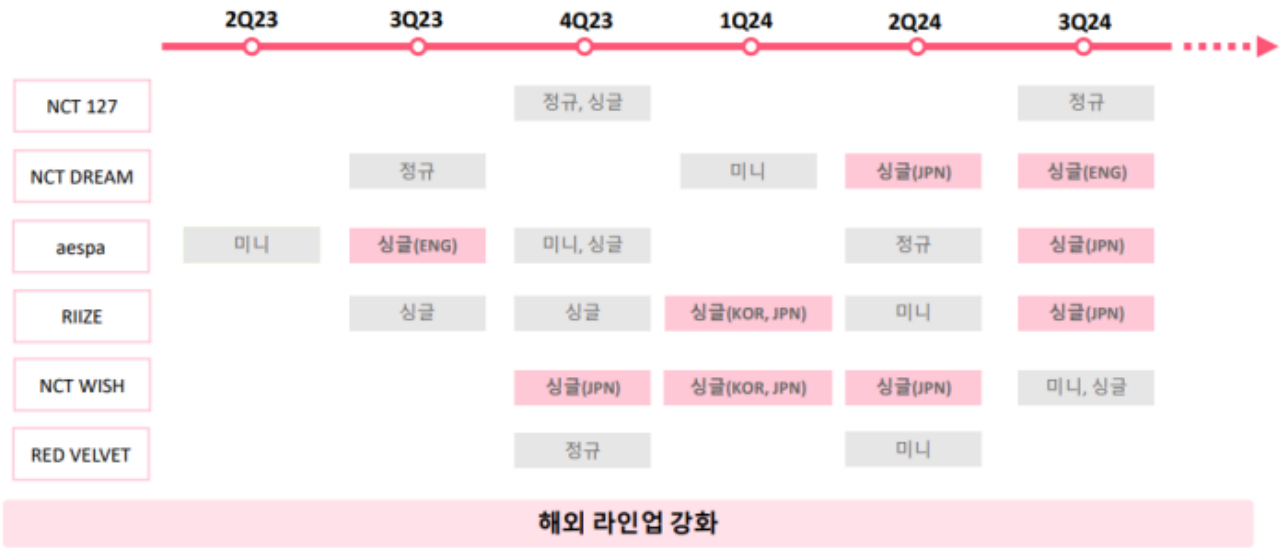 2Q23 3Q23 4Q23 1Q24 2Q24 3Q24
NCT 127 정규, 싱글 정규
NCT DREAM 정규 미니 싱글(JPN) 싱글(ENG)
aespa 미니 싱글(ENG) 미니, 싱글 정규 싱글(JPN)
RIIZE 싱글 싱글 싱글(KOR, JPN) 미니 싱글(JPN)
NCT WISH 싱글(JPN) 싱글(KOR, JPN) 싱글(JPN) 미니, 싱글
RED VELVET 정규 미니
해외 라인업 강화